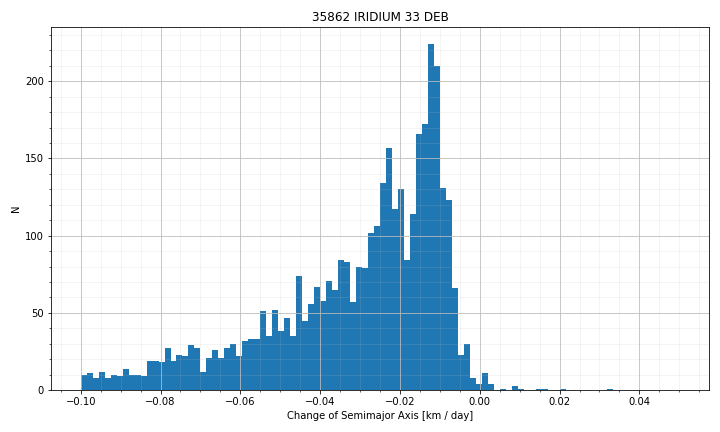 35862 IRIDIUM 33 DEB
200
150
100
50
0
N
−0.10 −0.08 −0.06 −0.04 −0.02 0.00 0.02 0.04
Change of Semimajor Axis [km / day]